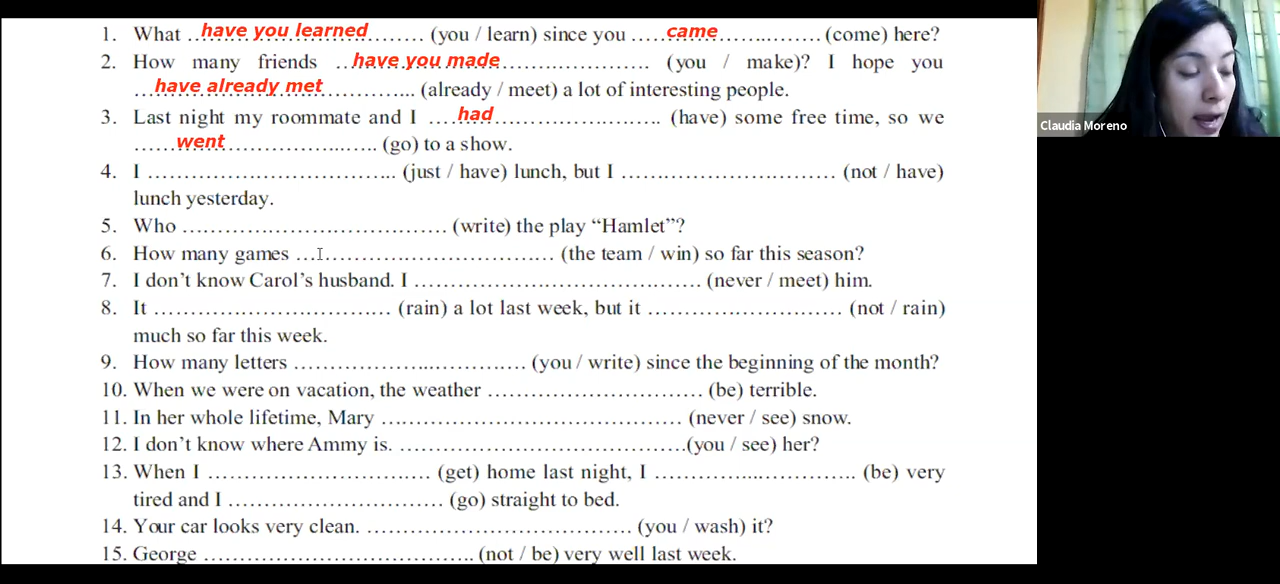 1. What ... have you learned ... (you / learn) since you ... came ... (come) here?
2. How many friends ... have you made ... (you / make)? I hope you
... have already met ... (already / meet) a lot of interesting people.
3. Last night my roommate and I ... had ... (have) some free time, so we
... went ... (go) to a show.
4. I ... (just / have) lunch, but I ... (not / have)
lunch yesterday.
5. Who ... (write) the play “Hamlet”?
6. How many games ... (the team / win) so far this season?
7. I don’t know Carol’s husband. I ... (never / meet) him.
8. It ... (rain) a lot last week, but it ... (not / rain)
much so far this week.
9. How many letters ... (you / write) since the beginning of the month?
10. When we were on vacation, the weather ... (be) terrible.
11. In her whole lifetime, Mary ... (never / see) snow.
12. I don’t know where Ammy is. ...(you / see) her?
13. When I ... (get) home last night, I ... (be) very
tired and I ... (go) straight to bed.
14. Your car looks very clean. ... (you / wash) it?
15. George ... (not / be) very well last week.
Claudia Moreno